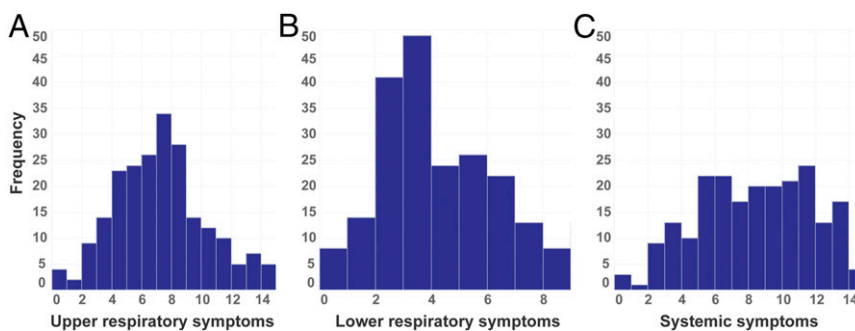 A B C
Frequency
50 50 50
45 45 45
40 40 40
35 35 35
30 30 30
25 25 25
20 20 20
15 15 15
10 10 10
5 5 5
0 0 0
0 2 4 6 8 10 12 14 0 2 4 6 8 0 2 4 6 8 10 12 14
Upper respiratory symptoms Lower respiratory symptoms Systemic symptoms